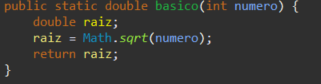 public static double basico(int numero) {
    double raiz;
    raiz = Math.sqrt(numero);
    return raiz;
}